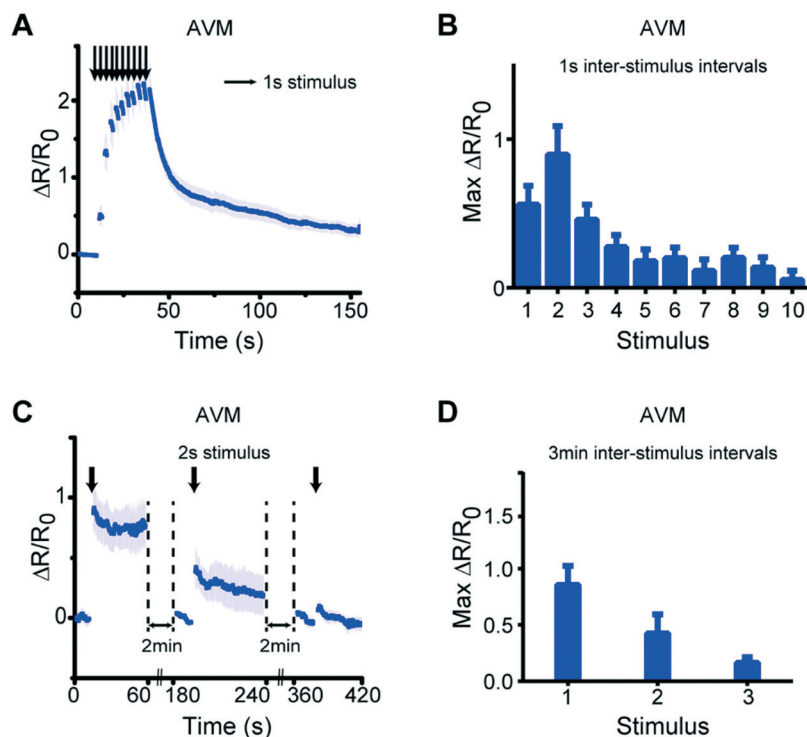 A
AVM
ΔR/R0
2
1
0
1s stimulus
0
50
100
150
Time (s)
B
AVM
1s inter-stimulus intervals
Max ΔR/R0
1
0
1 2 3 4 5 6 7 8 9 10
Stimulus
C
AVM
2s stimulus
ΔR/R0
1
0
2min
2min
0
60
180
240
360
420
Time (s)
D
AVM
3min inter-stimulus intervals
Max ΔR/R0
1.5
1.0
0.5
0.0
1 2 3
Stimulus